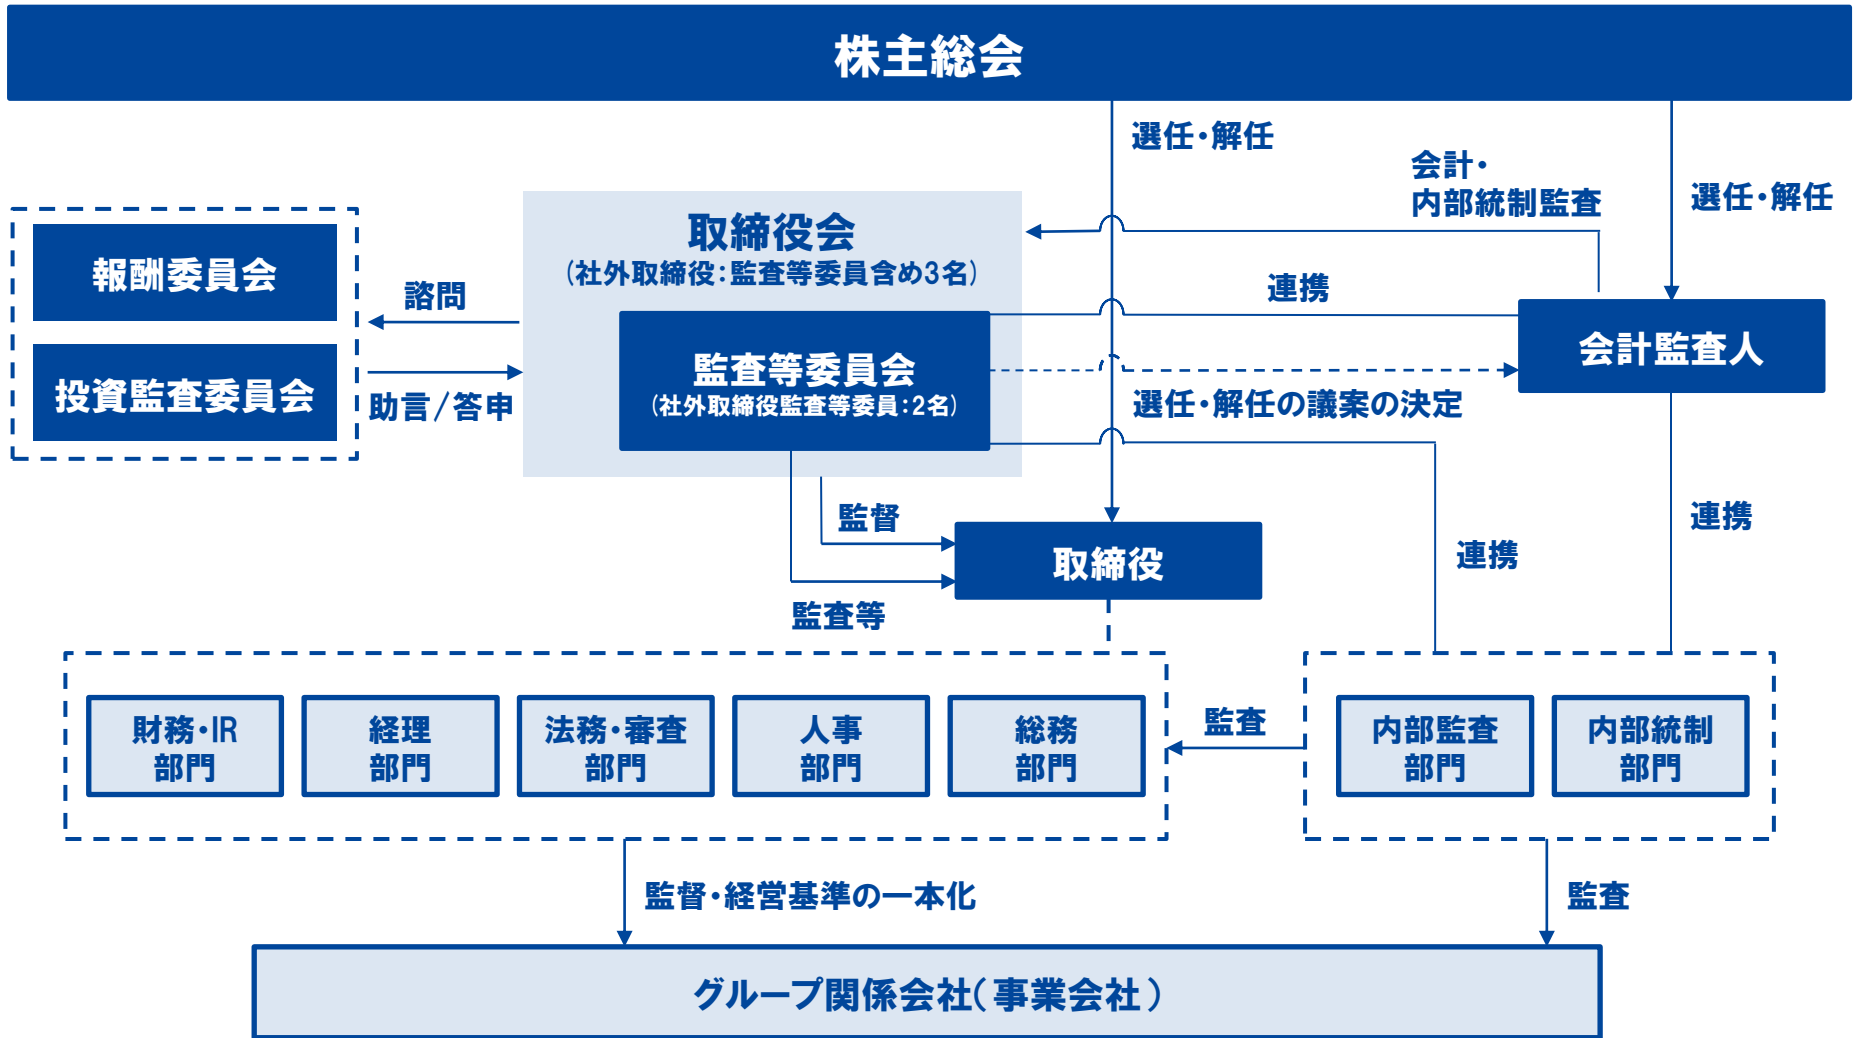 株主総会
選任・解任
会計・
内部統制監査
選任・解任
取締役会
(社外取締役：監査等委員含め3名)
報酬委員会
諮問
連携
会計監査人
監査等委員会
(社外取締役監査等委員：2名)
投資監査委員会
助言/答申
選任・解任の議案の決定
監督
連携
取締役
連携
監査等
財務・IR
部門
経理
部門
法務・審査
部門
人事
部門
総務
部門
監査
内部監査
部門
内部統制
部門
監督・経営基準の一本化
監査
グループ関係会社(事業会社)